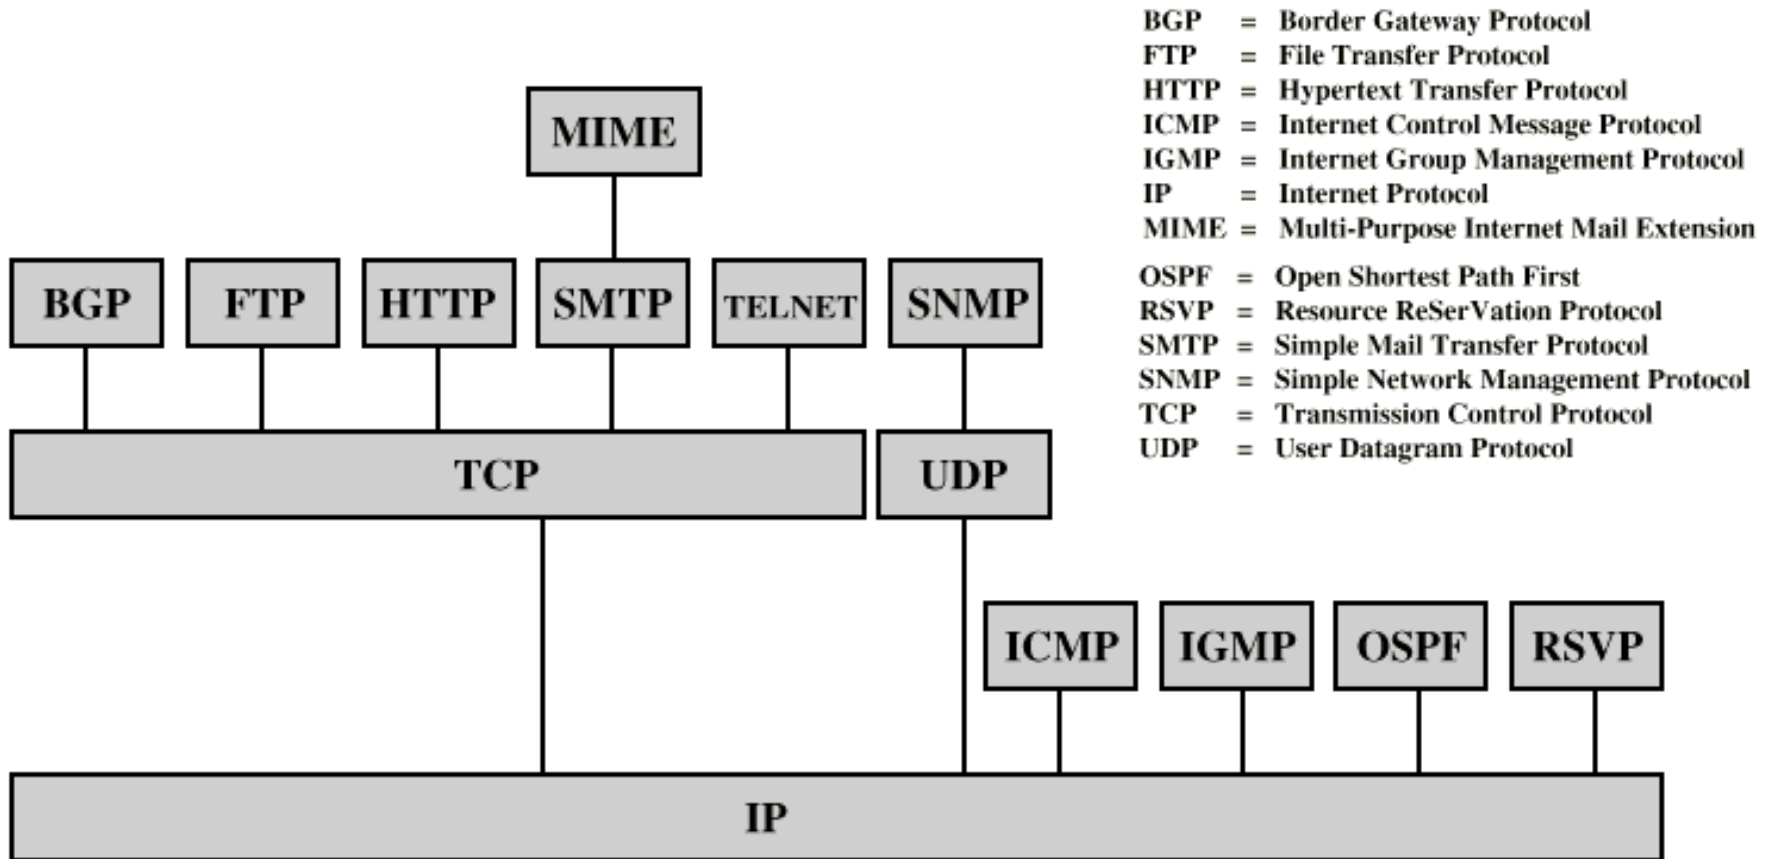 BGP = Border Gateway Protocol
FTP = File Transfer Protocol
HTTP = Hypertext Transfer Protocol
ICMP = Internet Control Message Protocol
IGMP = Internet Group Management Protocol
IP = Internet Protocol
MIME = Multi-Purpose Internet Mail Extension
OSPF = Open Shortest Path First
RSVP = Resource ReSerVation Protocol
SMTP = Simple Mail Transfer Protocol
SNMP = Simple Network Management Protocol
TCP = Transmission Control Protocol
UDP = User Datagram Protocol
MIME
BGP FTP HTTP SMTP TELNET SNMP
TCP UDP
ICMP IGMP OSPF RSVP
IP